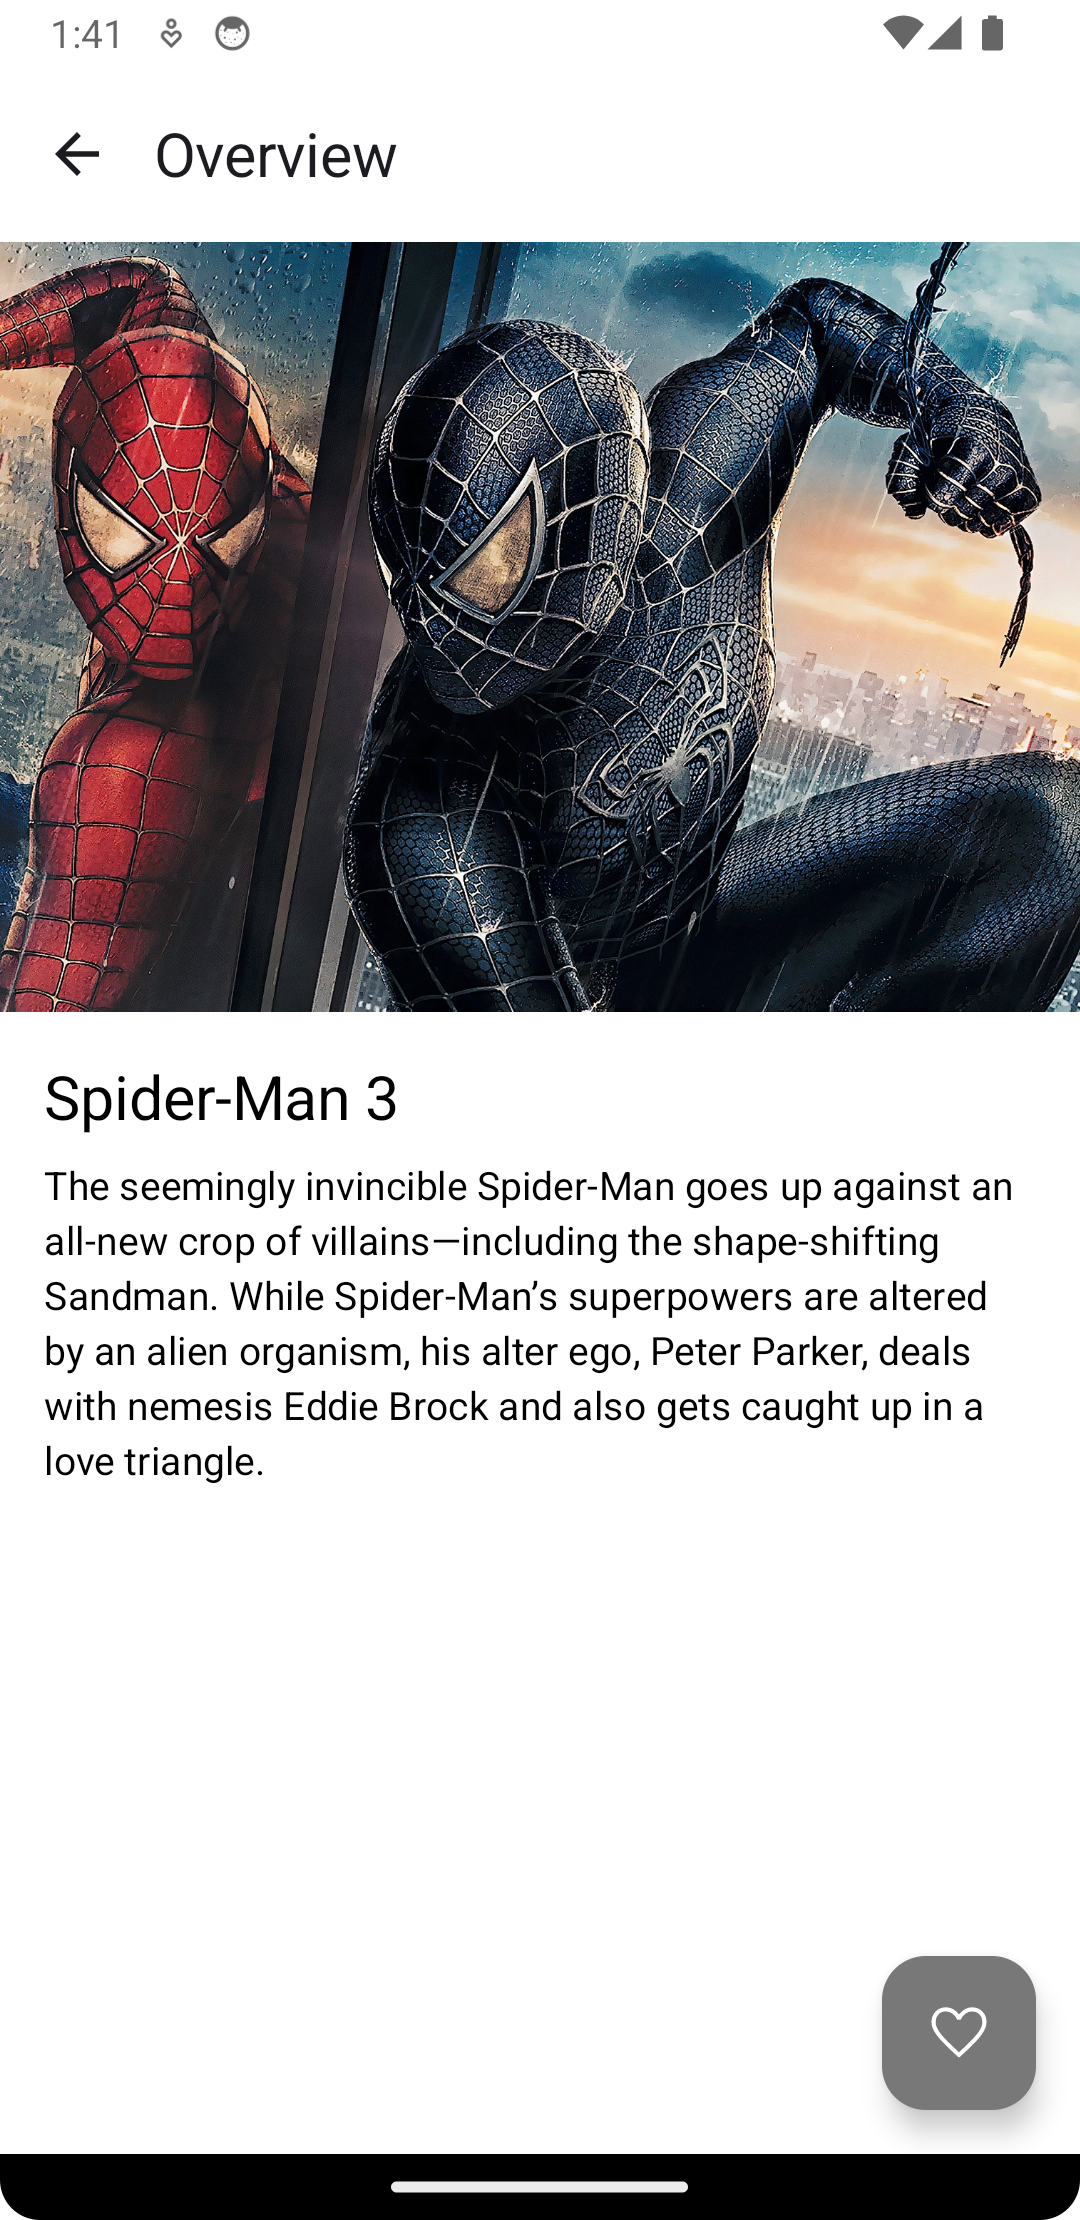 1:41
Overview
Spider-Man 3
The seemingly invincible Spider-Man goes up against an
all-new crop of villains—including the shape-shifting
Sandman. While Spider-Man’s superpowers are altered
by an alien organism, his alter ego, Peter Parker, deals
with nemesis Eddie Brock and also gets caught up in a
love triangle.